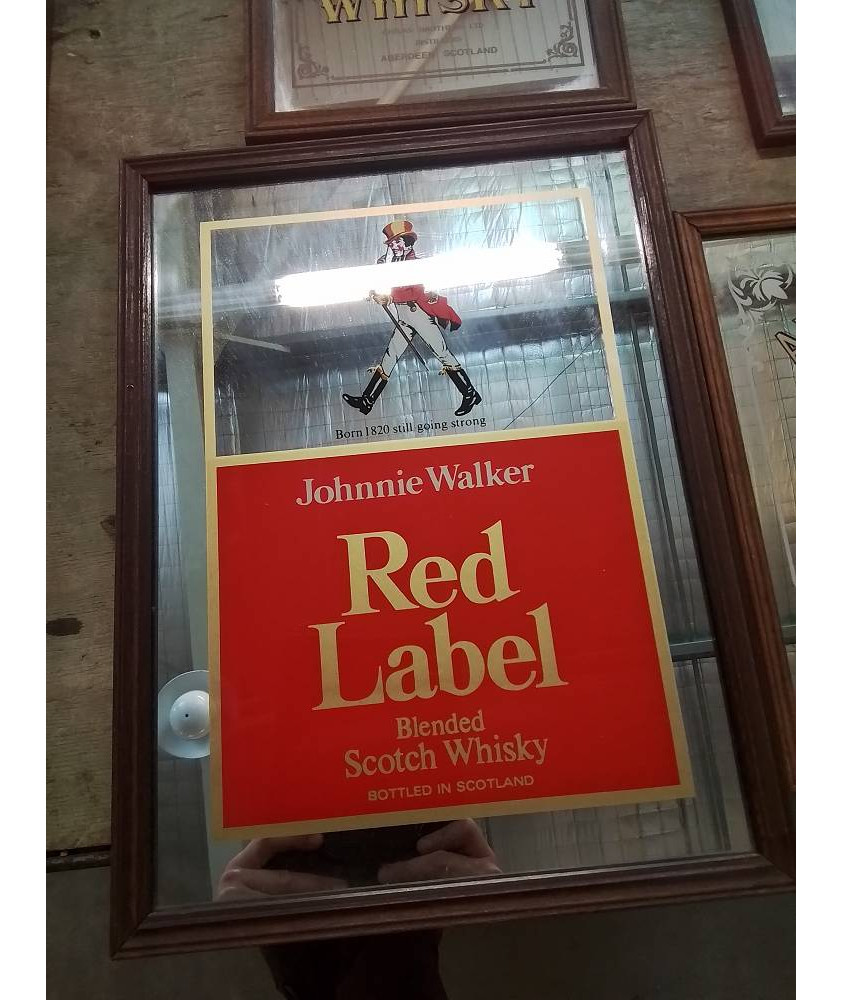 WHISKY
ABERDEEN SCOTLAND
Born 1820 still going strong
Johnnie Walker
Red
Label
Blended
Scotch Whisky
BOTTLED IN SCOTLAND